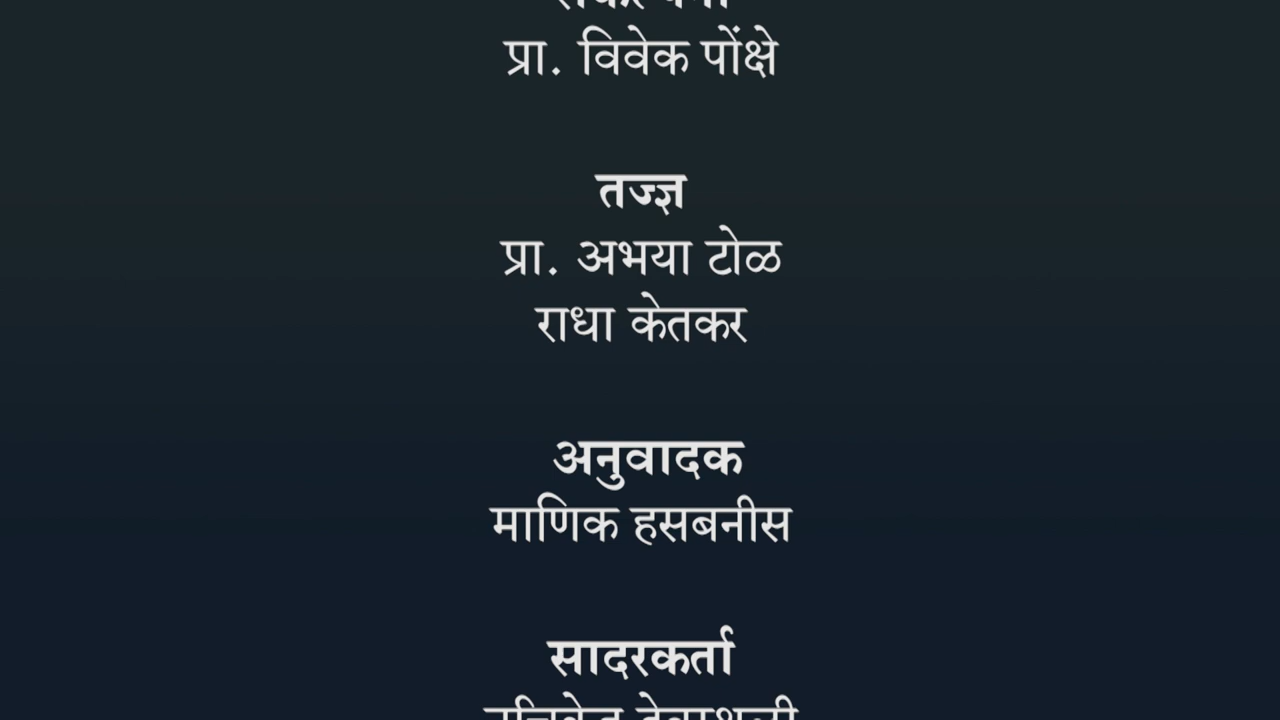 प्रा. विवेक पोंक्षे
तज्ज्ञ
प्रा. अभया टोळ
राधा केतकर
अनुवादक
माणिक हसबनीस
सादरकर्ता